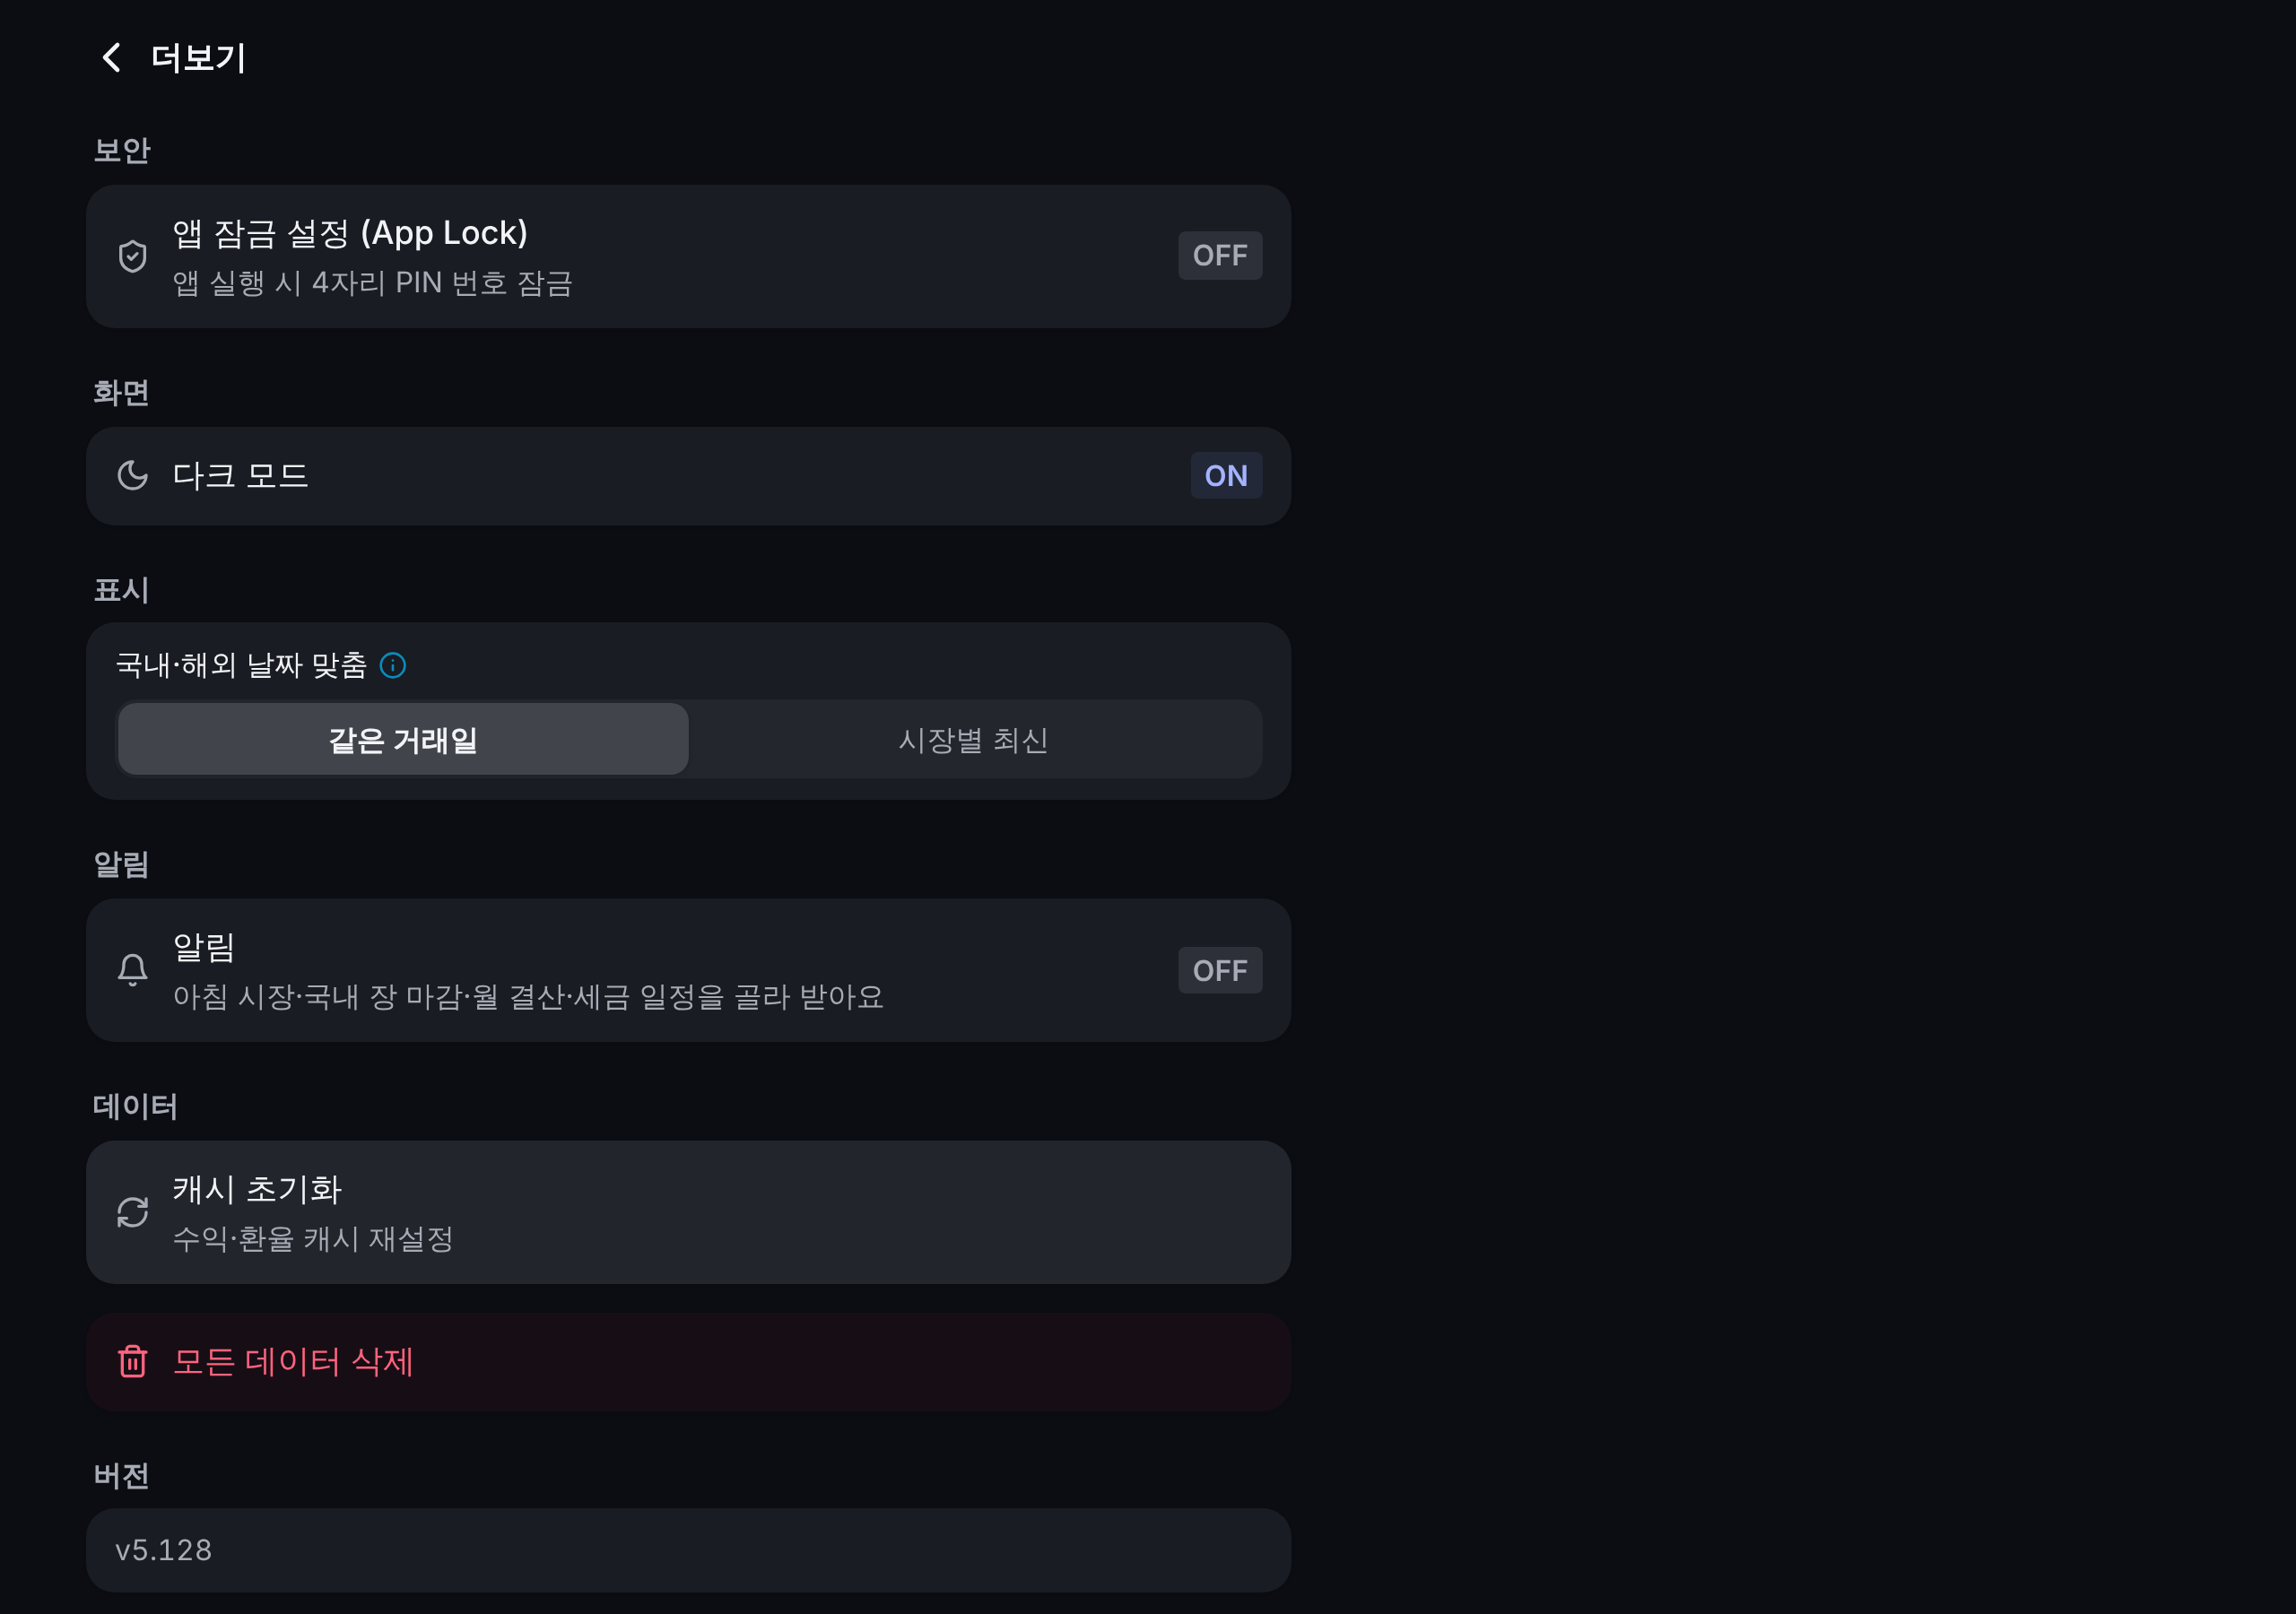 더보기
보안
앱 잠금 설정 (App Lock)
앱 실행 시 4자리 PIN 번호 잠금
OFF
화면
다크 모드
ON
표시
국내·해외 날짜 맞춤
같은 거래일
시장별 최신
알림
알림
아침 시장·국내 장 마감·월 결산·세금 일정을 골라 받아요
OFF
데이터
캐시 초기화
수익·환율 캐시 재설정
모든 데이터 삭제
버전
v5.128